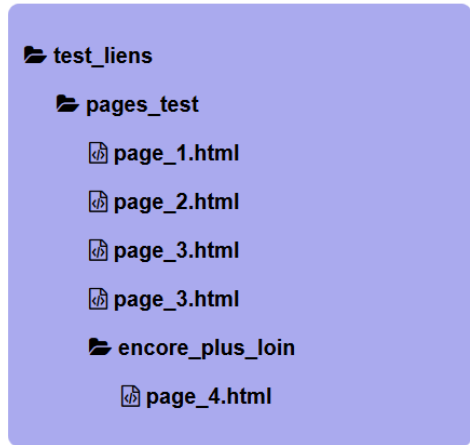 test_liens
pages_test
page_1.html
page_2.html
page_3.html
page_3.html
encore_plus_loin
page_4.html